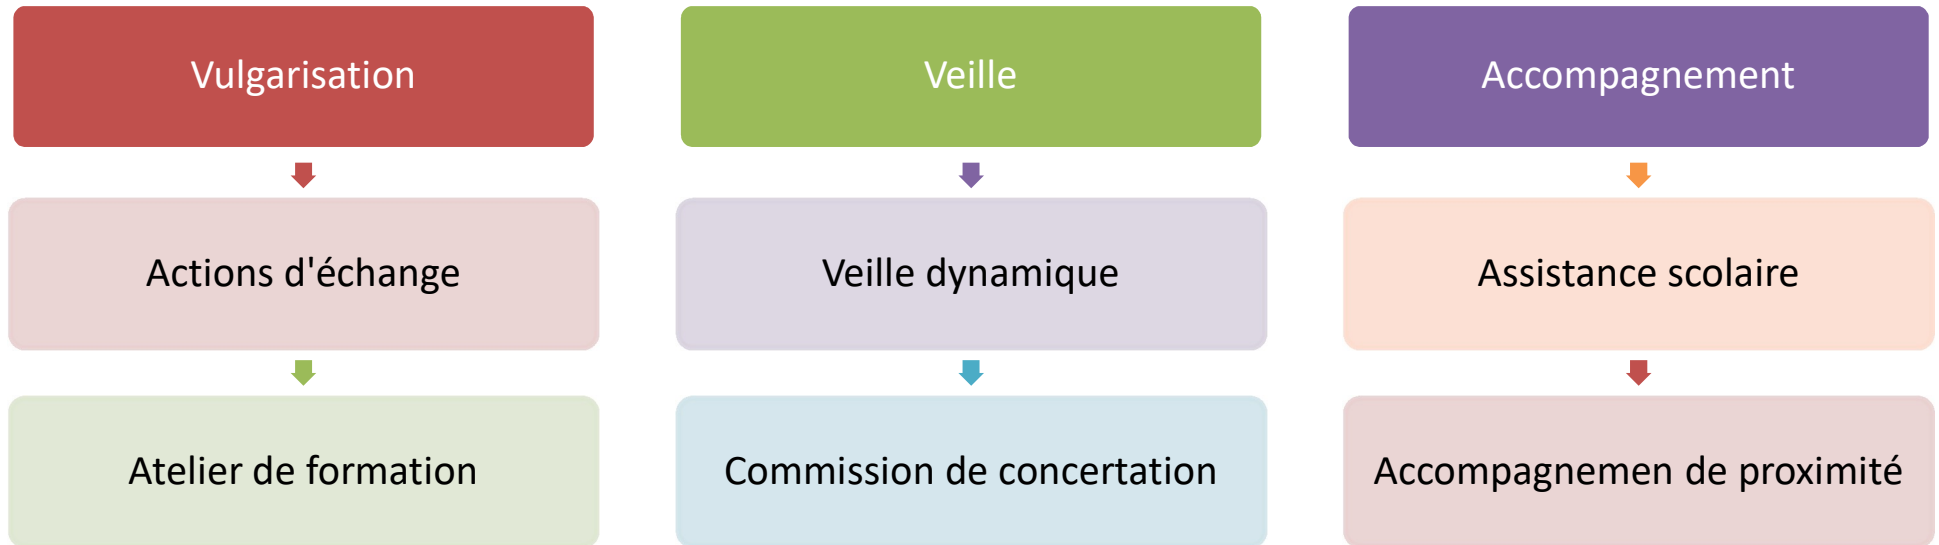 Vulgarisation
Veille
Accompagnement
Actions d'échange
Veille dynamique
Assistance scolaire
Atelier de formation
Commission de concertation
Accompagnemen de proximité